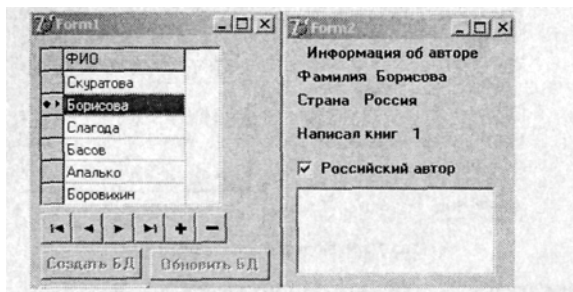 Form1
ФИО
Скуратова
Борисова
Слагода
Басов
Апалько
Боровихин
Создать БД
Обновить БД
Form2
Информация об авторе
Фамилия Борисова
Страна Россия
Написал книг 1
Российский автор